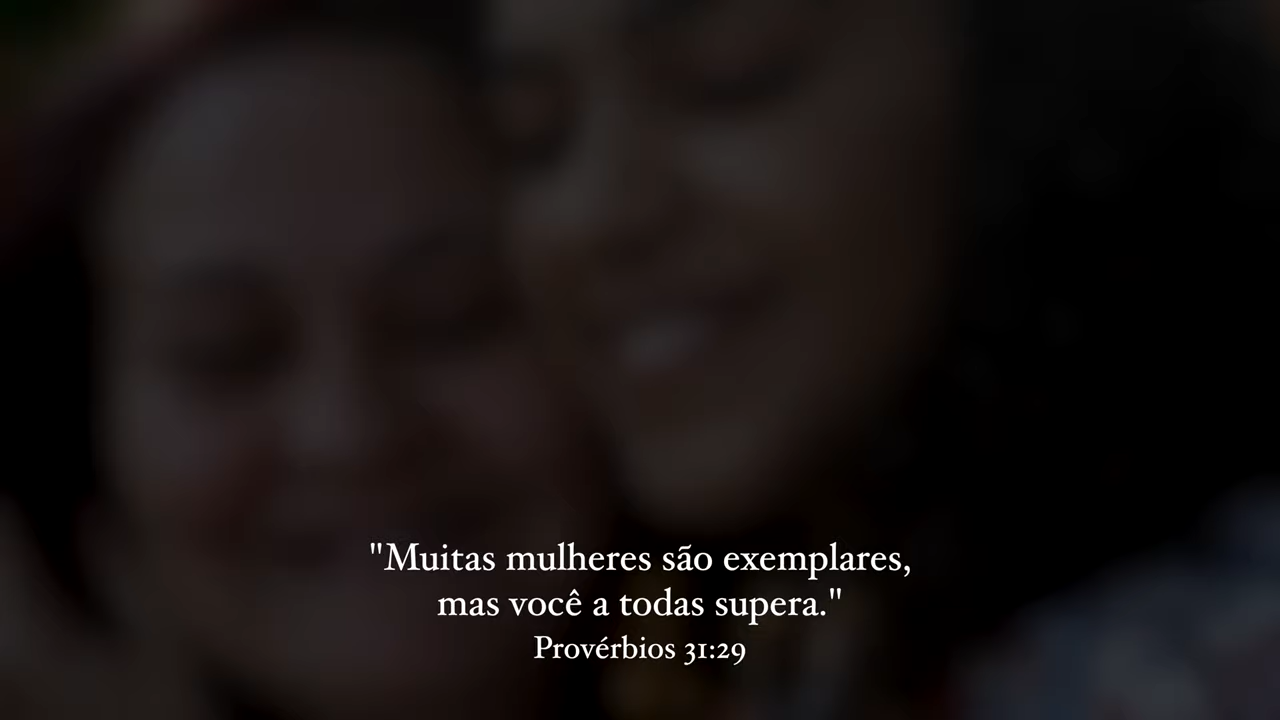 "Muitas mulheres são exemplares,
mas você a todas supera."
Provérbios 31:29